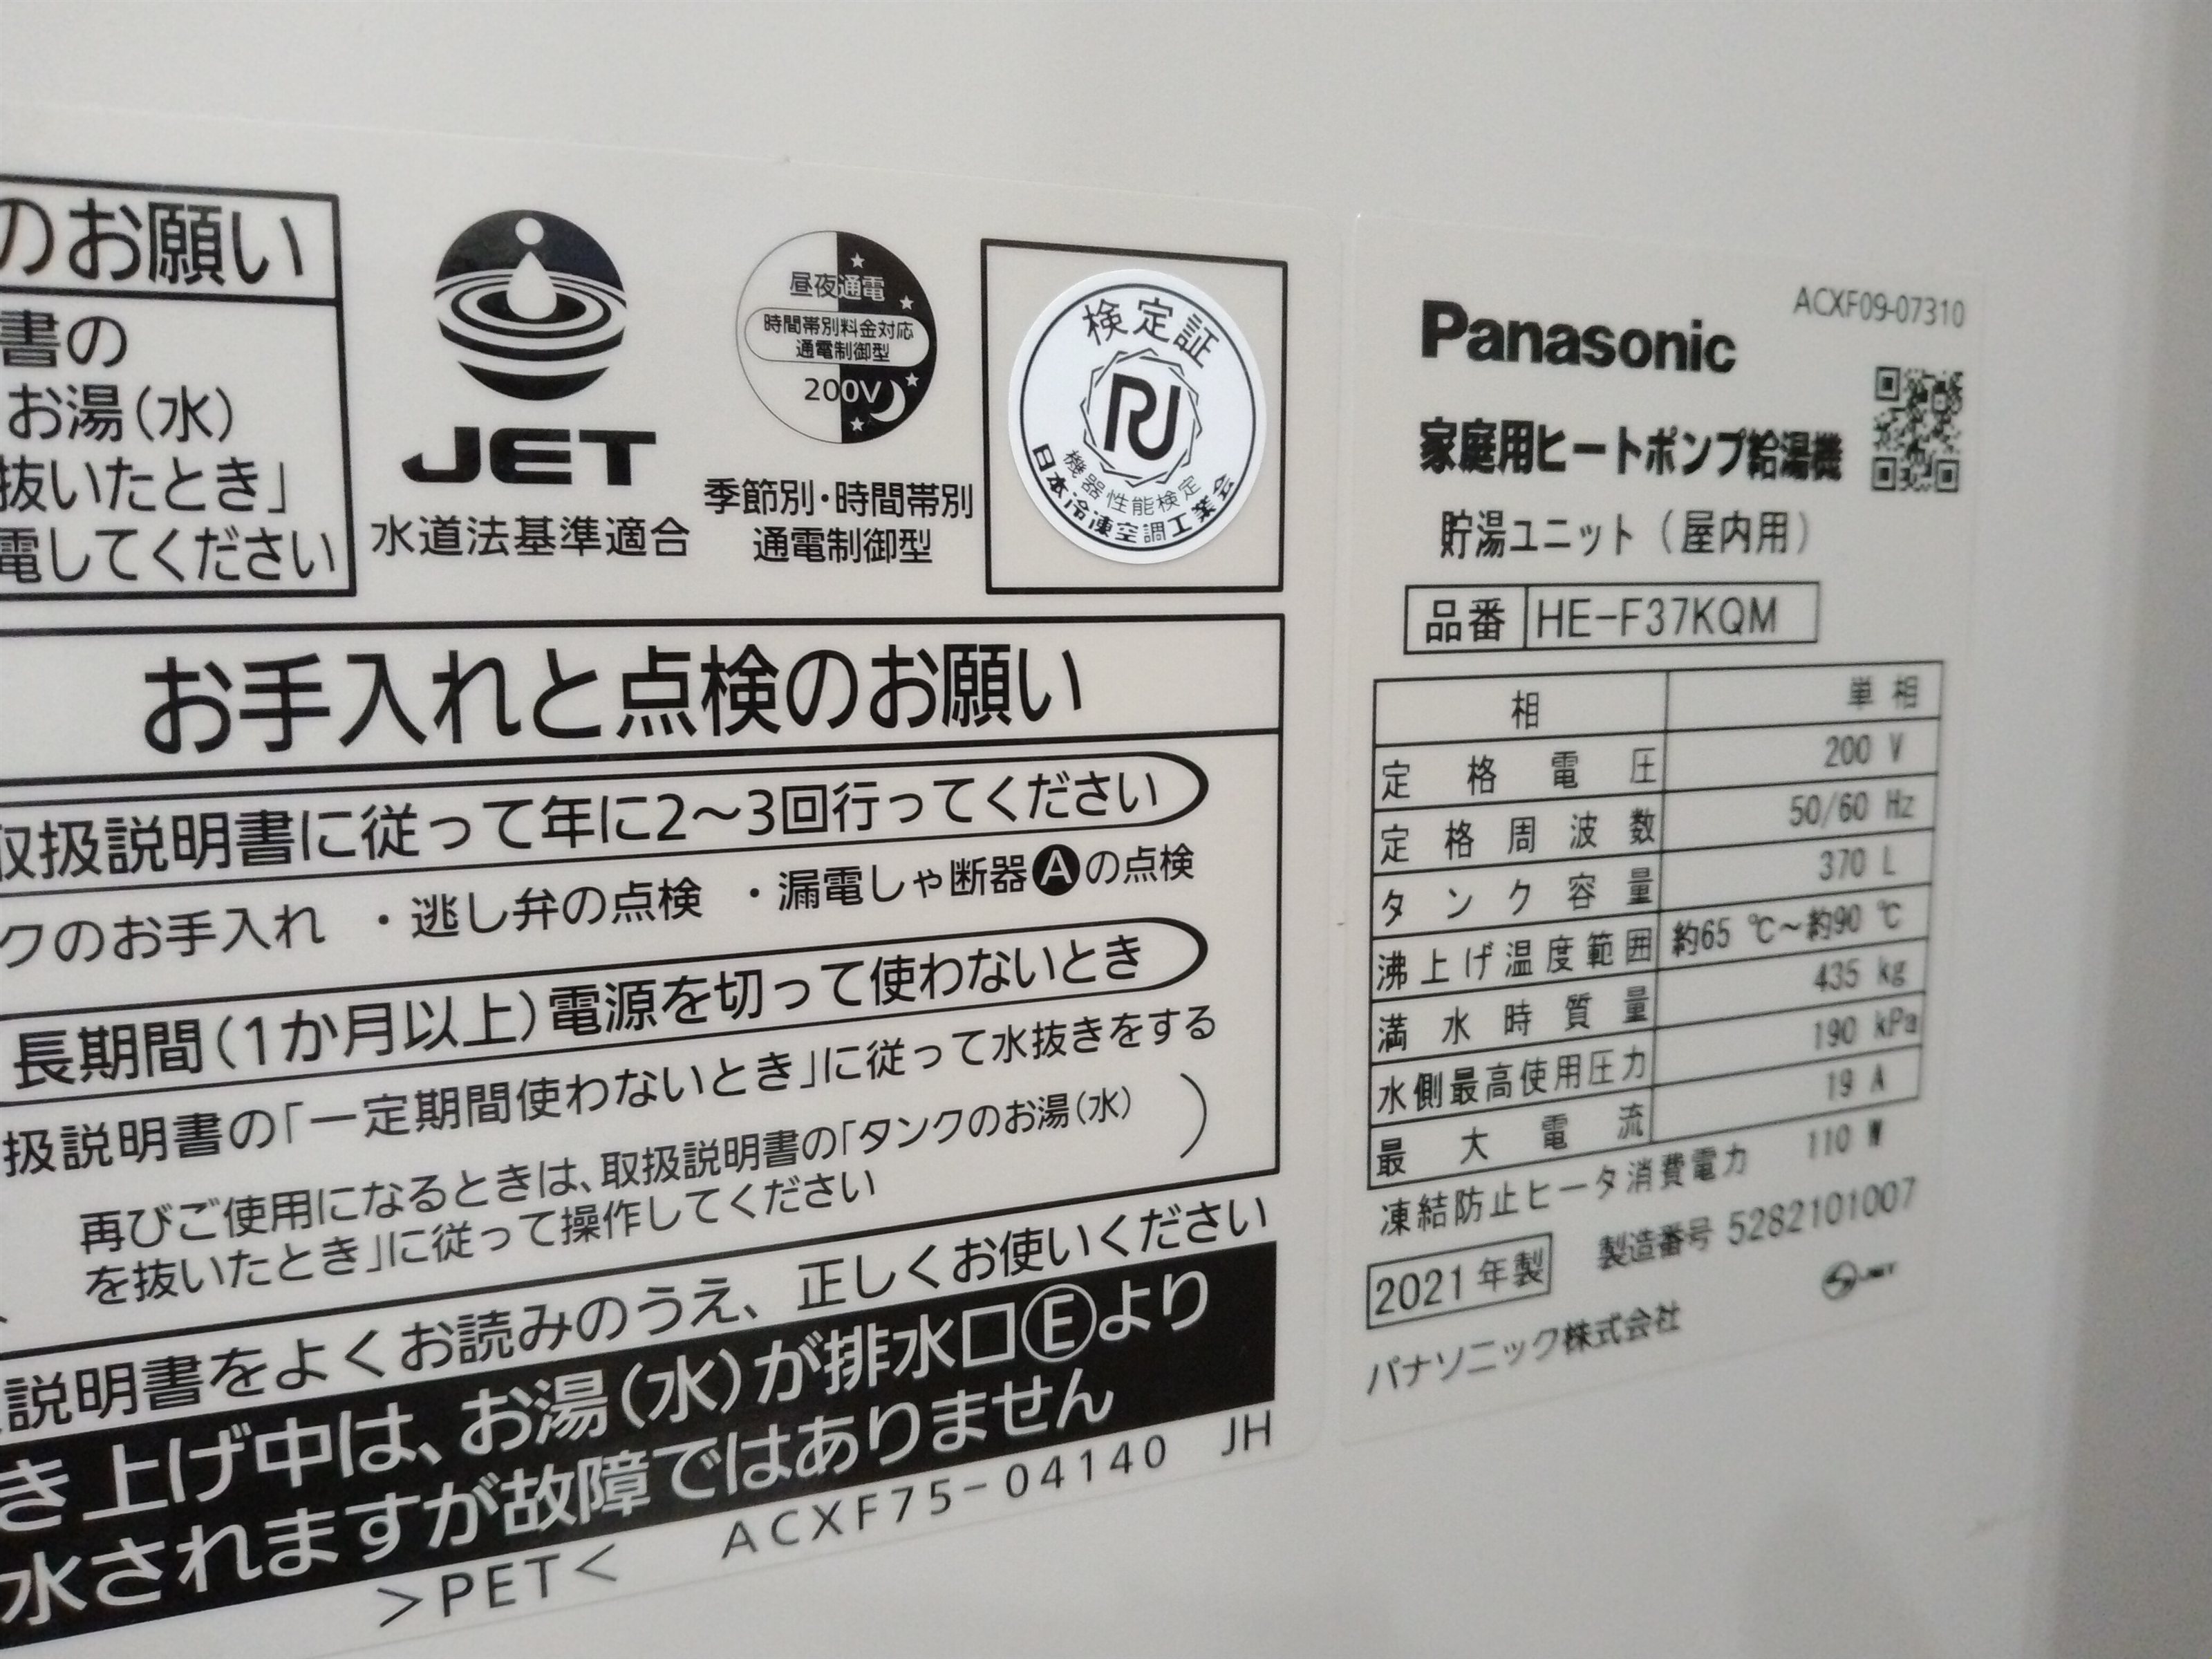 のお願い
書の
お湯(水)
抜いたとき」
電してください
JET
水道法基準適合
昼夜通電
時間帯別料金対応
通電制御型
200V
季節別・時間帯別
通電制御型
検定証
機器性能検定
日本冷凍空調工業会
お手入れと点検のお願い
取扱説明書に従って年に2〜3回行ってください
クのお手入れ ・逃し弁の点検 ・漏電しゃ断器Aの点検
長期間(1か月以上)電源を切って使わないとき
扱説明書の「一定期間使わないとき」に従って水抜きをする
再びご使用になるときは、取扱説明書の「タンクのお湯(水)
を抜いたとき」に従って操作してください
説明書をよくお読みのうえ、正しくお使いください
き上げ中は、お湯(水)が排水口Ⓔより
水されますが故障ではありません
>PET< ACXF75-04140 JH
ACXF09-07310
Panasonic
家庭用ヒートポンプ給湯機
貯湯ユニット(屋内用)
品番 HE-F37KQM
相 単相
定格電圧 200 V
定格周波数 50/60 Hz
タンク容量 370 L
沸上げ温度範囲 約65 ℃〜約90 ℃
満水時質量 435 kg
水側最高使用圧力 190 kPa
最大電流 19 A
凍結防止ヒータ消費電力 110 W
2021年製 製造番号 5282101007
JET
パナソニック株式会社